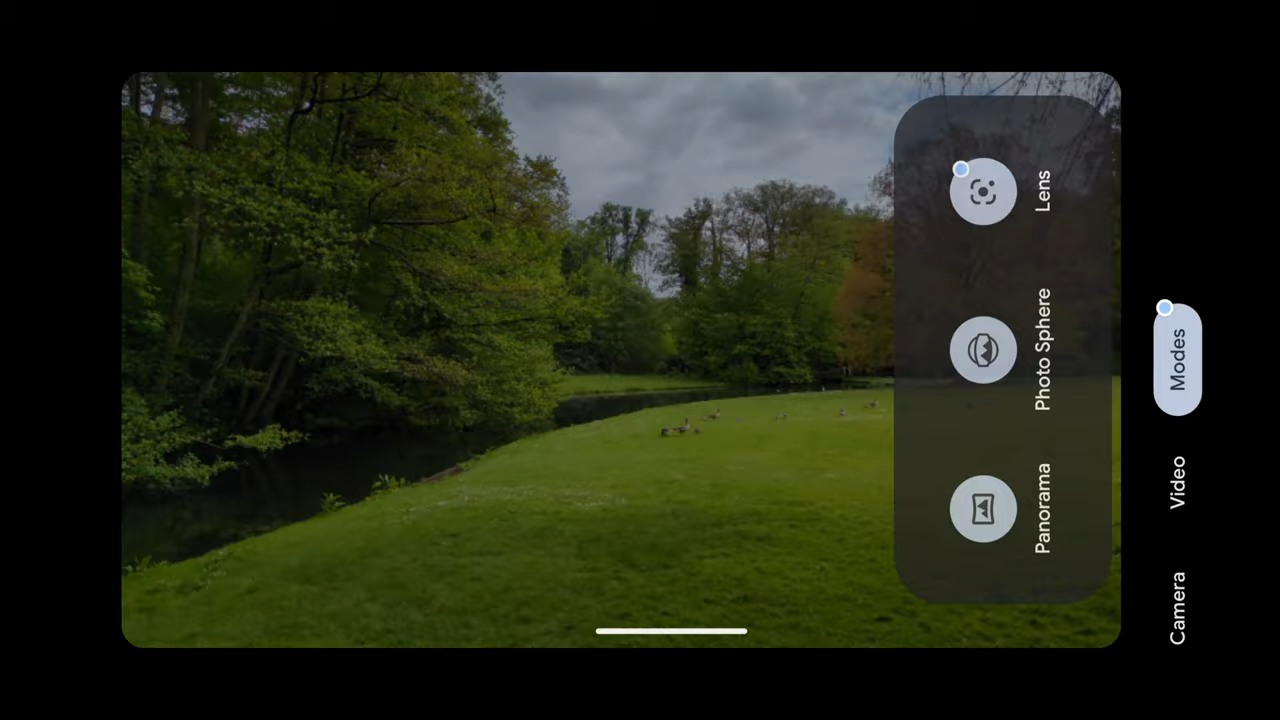 Panorama
Photo Sphere
Lens
Camera
Video
Modes